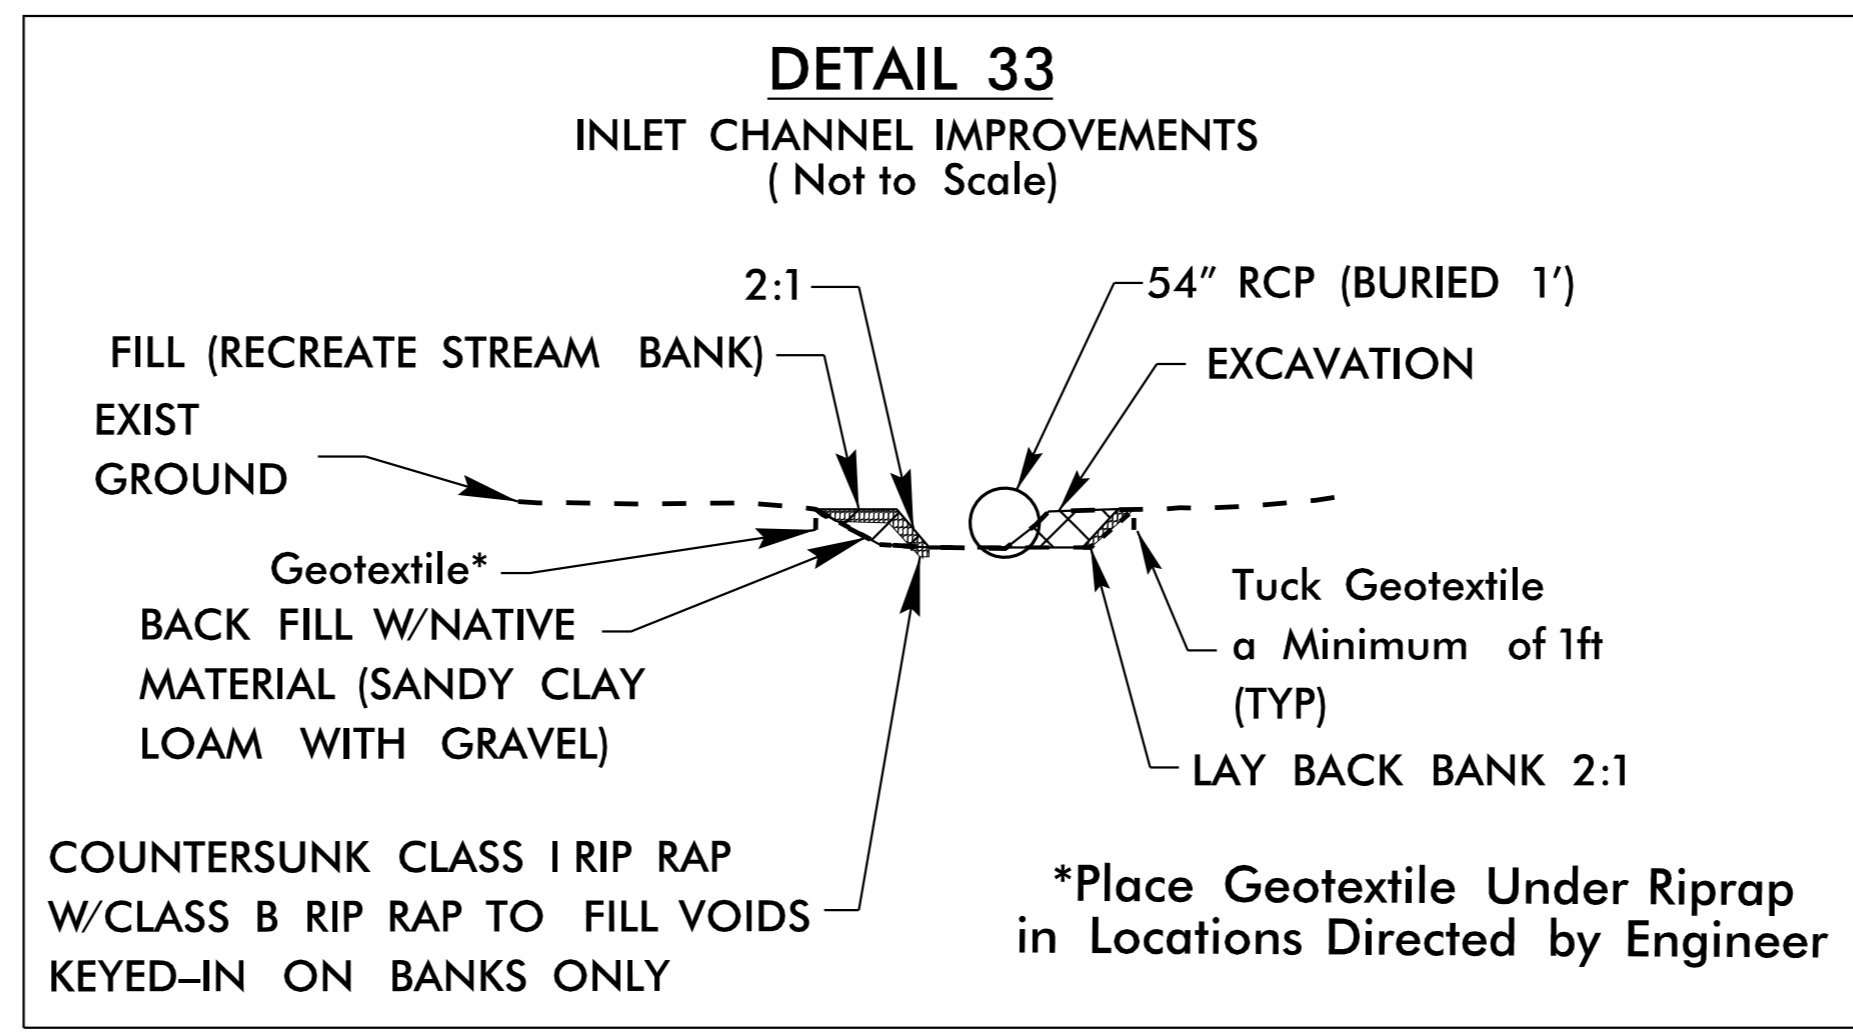 DETAIL 33
INLET CHANNEL IMPROVEMENTS
( Not to Scale)
2:1
54" RCP (BURIED 1')
FILL (RECREATE STREAM BANK)
EXCAVATION
EXIST
GROUND
Geotextile*
BACK FILL W/NATIVE
MATERIAL (SANDY CLAY
LOAM WITH GRAVEL)
Tuck Geotextile
a Minimum of 1ft
(TYP)
LAY BACK BANK 2:1
COUNTERSUNK CLASS I RIP RAP
W/CLASS B RIP RAP TO FILL VOIDS
KEYED-IN ON BANKS ONLY
*Place Geotextile Under Riprap
in Locations Directed by Engineer